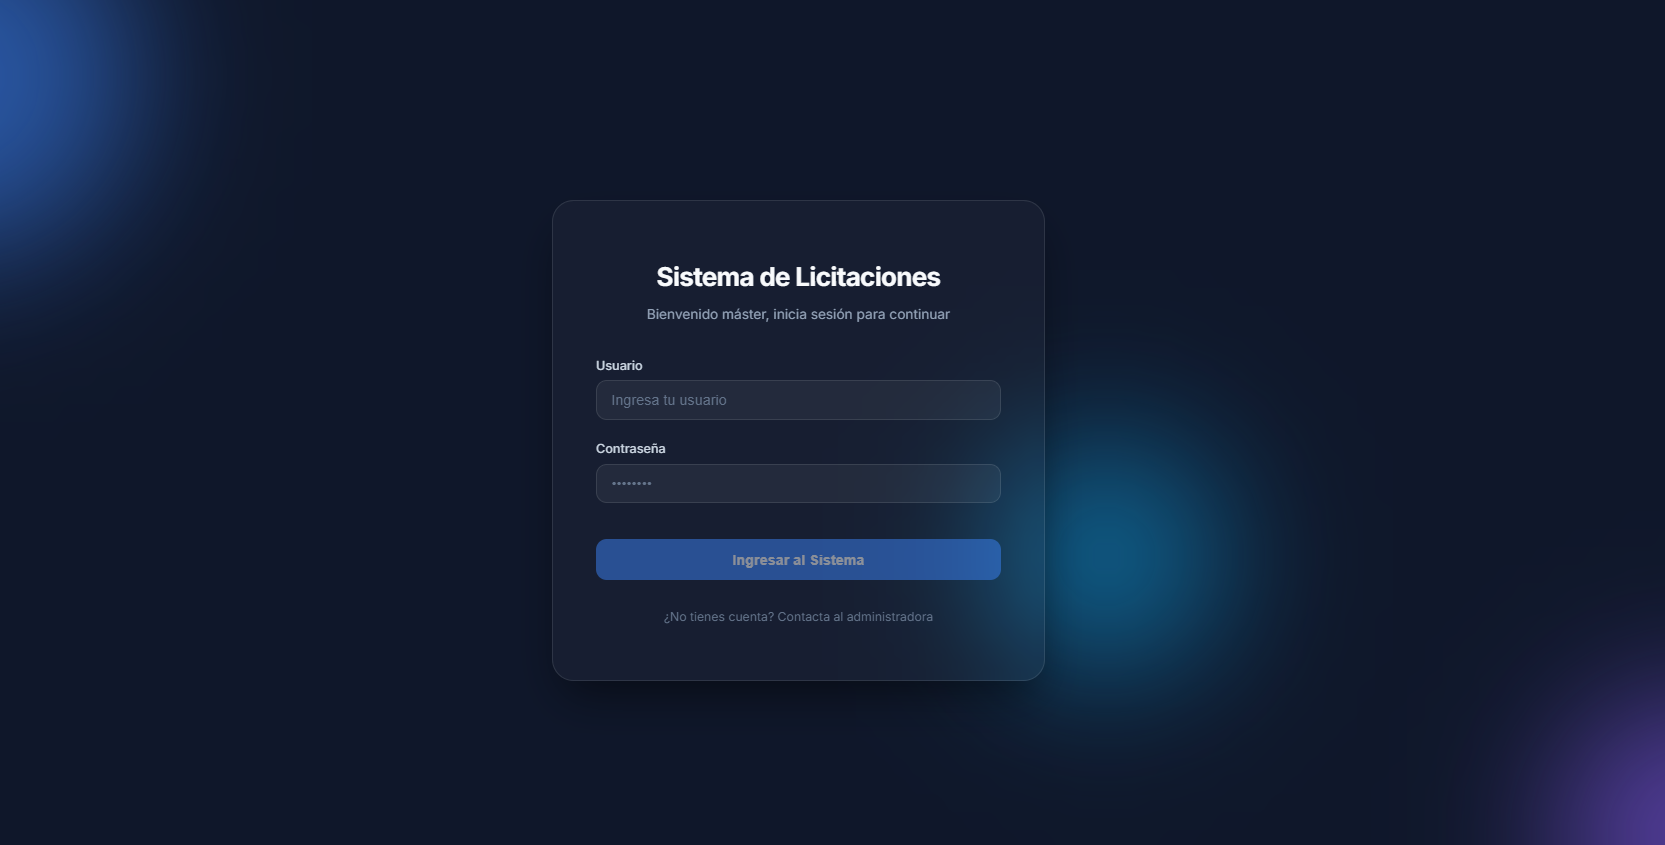 Sistema de Licitaciones
Bienvenido máster, inicia sesión para continuar
Usuario
Ingresa tu usuario
Contraseña
••••••••
Ingresar al Sistema
¿No tienes cuenta? Contacta al administradora